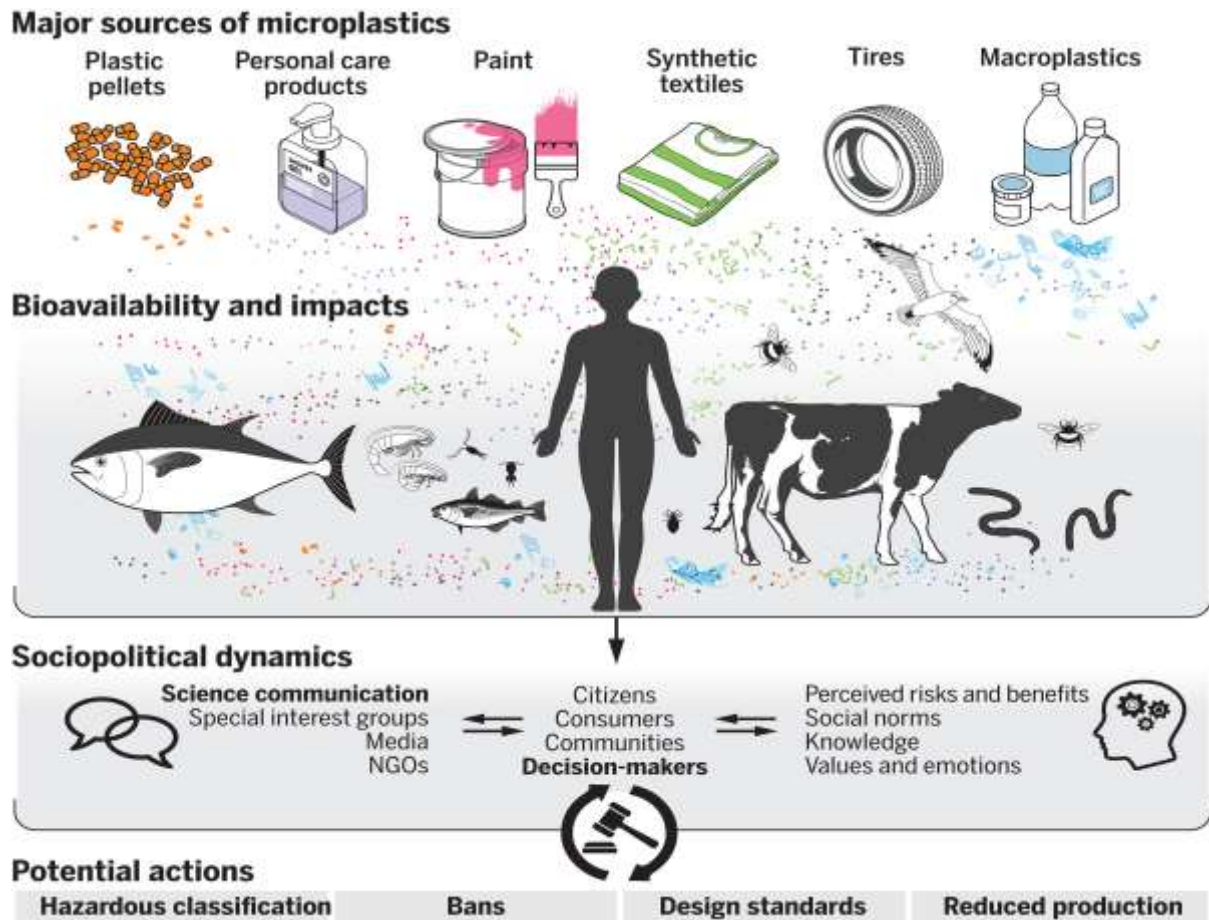 Major sources of microplastics
Plastic
pellets
Personal care
products
Paint
Synthetic
textiles
Tires
Macroplastics
Bioavailability and impacts
Sociopolitical dynamics
Science communication
Special interest groups
Media
NGOs
Citizens
Consumers
Communities
Decision-makers
Perceived risks and benefits
Social norms
Knowledge
Values and emotions
Potential actions
Hazardous classification
Bans
Design standards
Reduced production